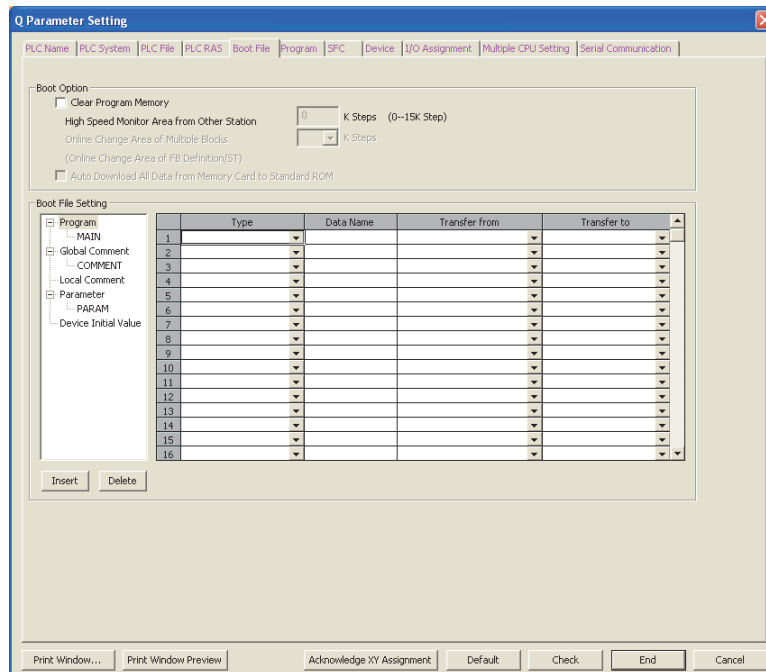 Q Parameter Setting
PLC Name PLC System PLC File PLC RAS Boot File Program SFC Device I/O Assignment Multiple CPU Setting Serial Communication
Boot Option
Clear Program Memory
High Speed Monitor Area from Other Station 0 K Steps (0--15K Step)
Online Change Area of Multiple Blocks K Steps
(Online Change Area of FB Definition/ST)
Auto Download All Data from Memory Card to Standard ROM
Boot File Setting
Program
MAIN
Global Comment
COMMENT
Local Comment
Parameter
PARAM
Device Initial Value
Type Data Name Transfer from Transfer to
1
2
3
4
5
6
7
8
9
10
11
12
13
14
15
16
Insert Delete
Print Window... Print Window Preview Acknowledge XY Assignment Default Check End Cancel